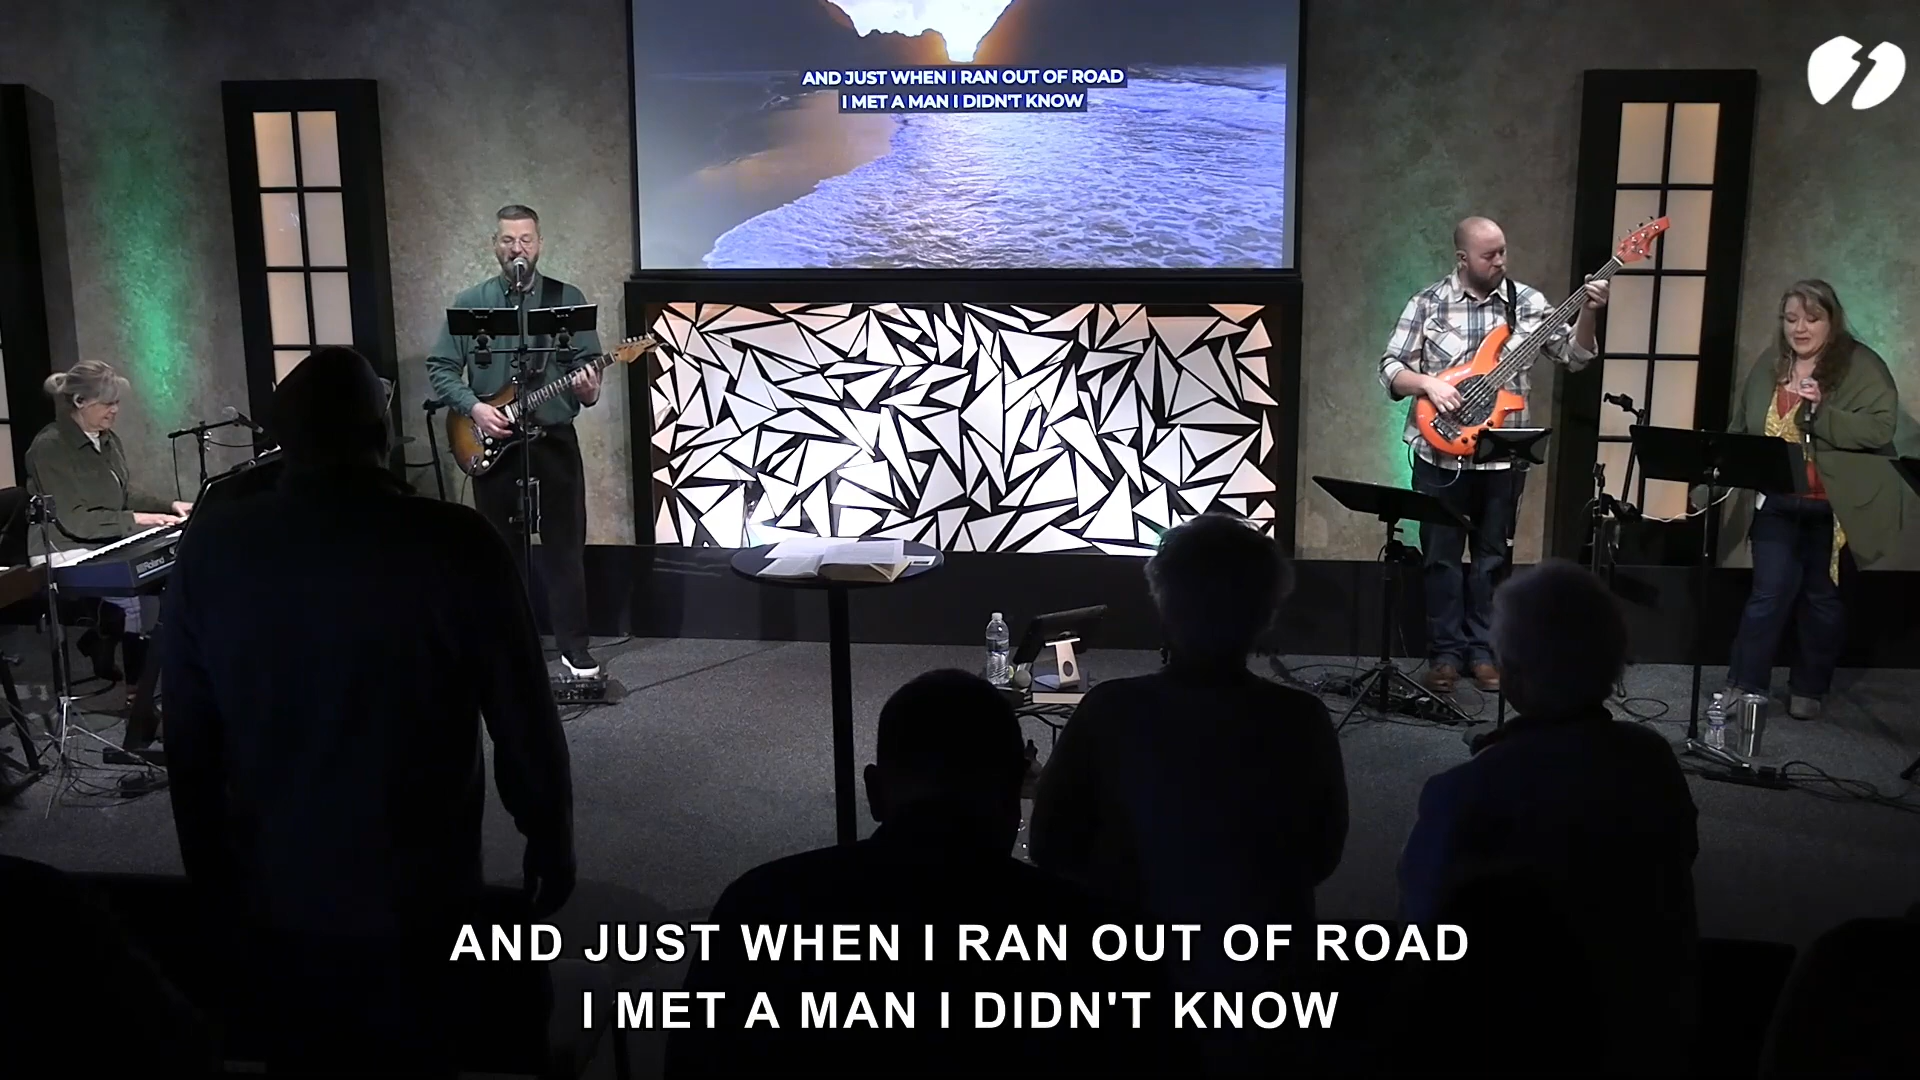 AND JUST WHEN I RAN OUT OF ROAD
I MET A MAN I DIDN'T KNOW
Roland
AND JUST WHEN I RAN OUT OF ROAD
I MET A MAN I DIDN'T KNOW